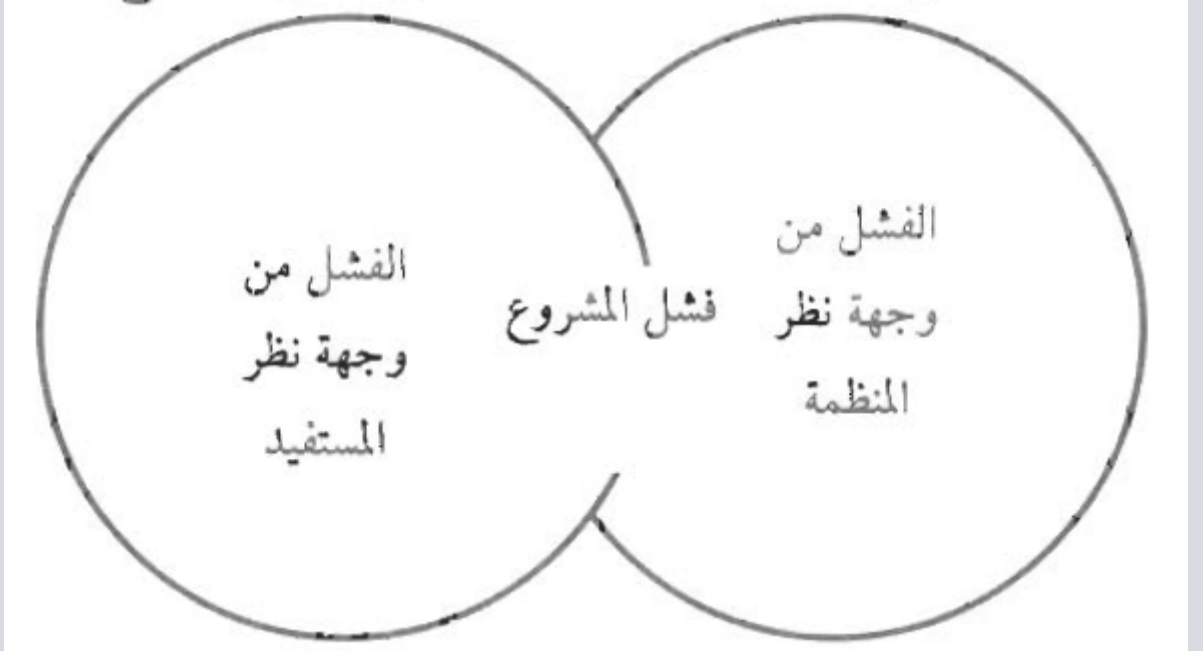 الفشل من
وجهة نظر
المنظمة
فشل المشروع
الفشل من
وجهة نظر
المستفيد